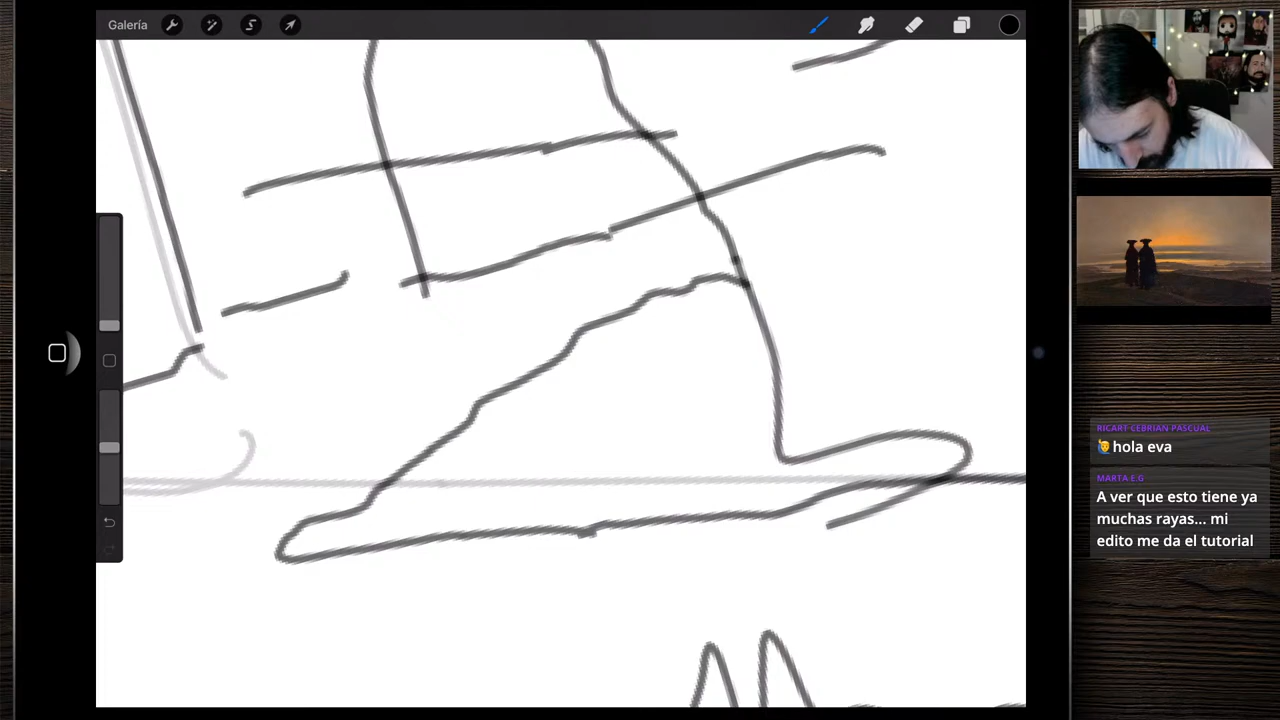 Galería
RICART CEBRIAN PASCUAL
🙋‍♂️hola eva
MARTA E.G
A ver que esto tiene ya
muchas rayas... mi
edito me da el tutorial